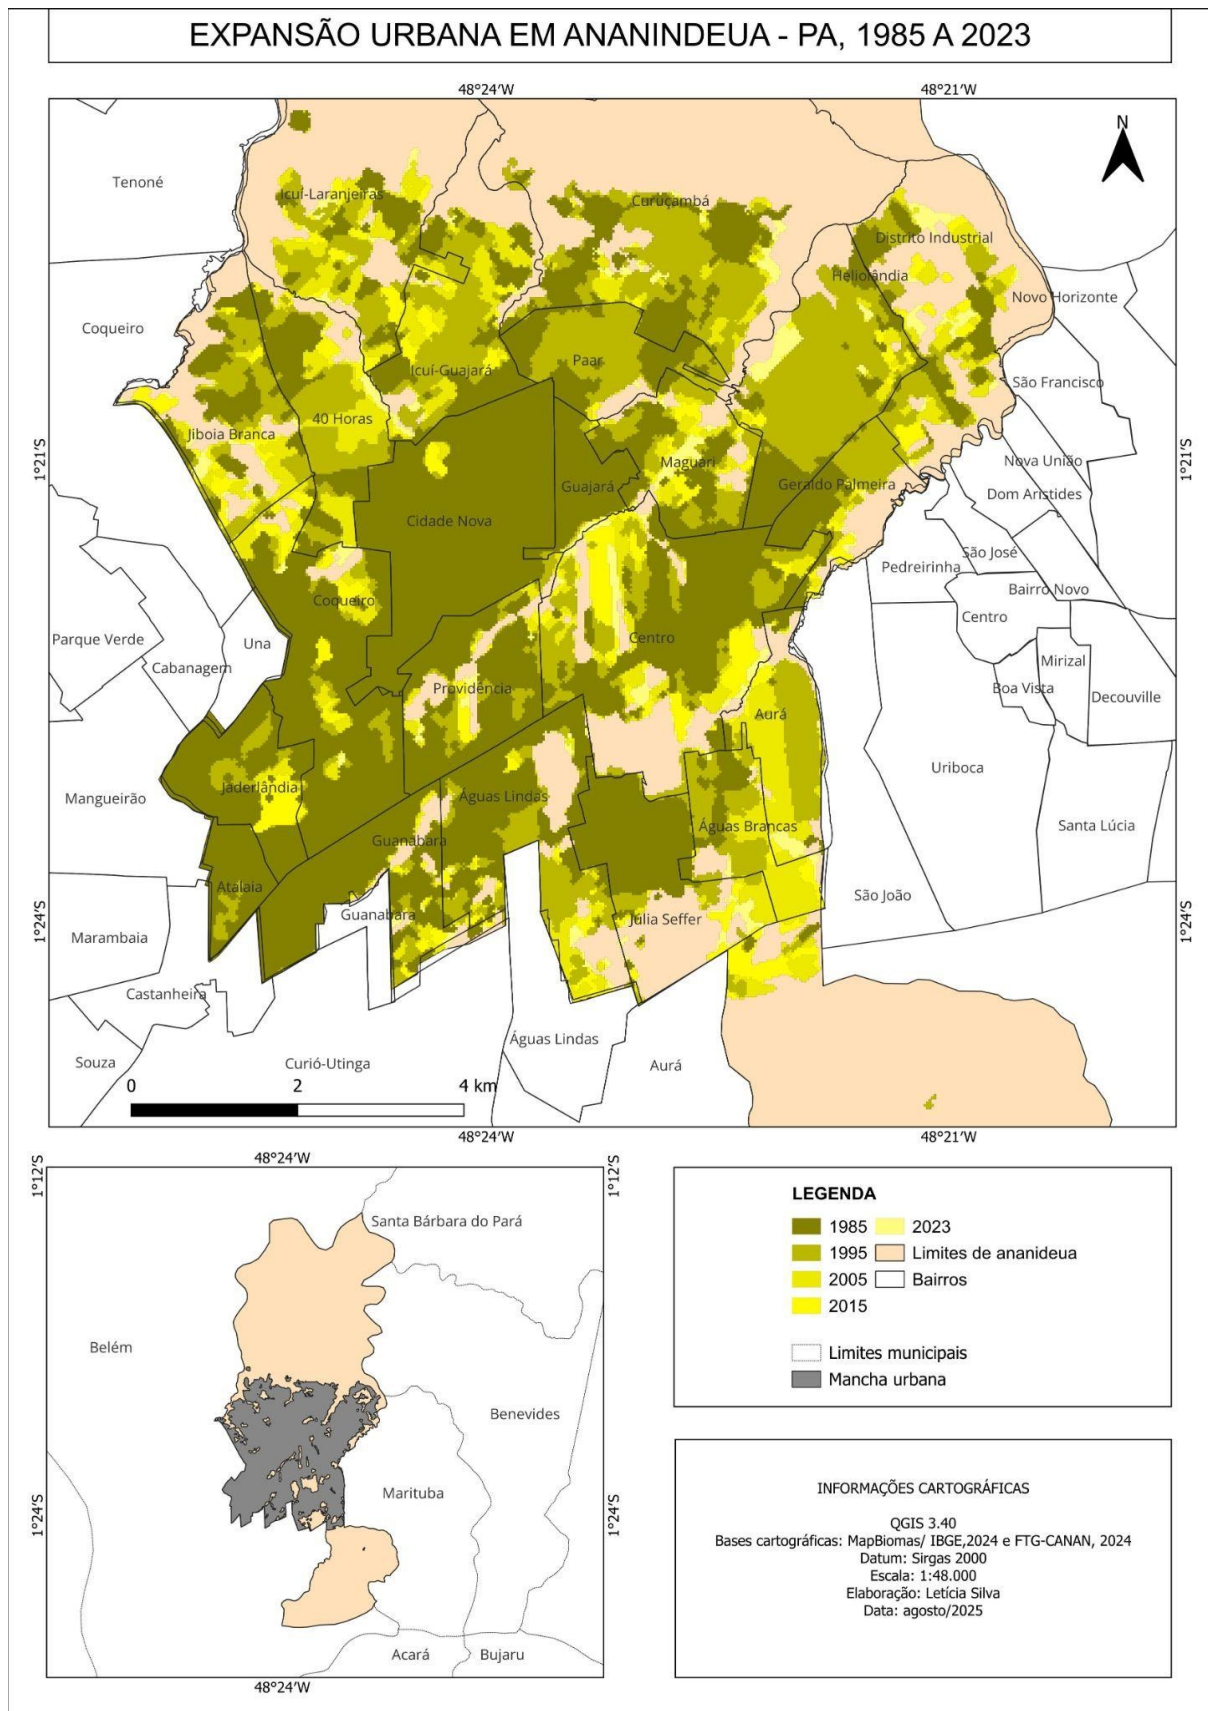 EXPANSÃO URBANA EM ANANINDEUA - PA, 1985 A 2023
48°24'W
48°21'W
N
Tenoné
Icuí-Laranjeiras
Curuçambá
Distrito Industrial
Heliolândia
Novo Horizonte
Coqueiro
Paar
Icuí-Guajará
São Francisco
40 Horas
Jiboia Branca
1°21'S
1°21'S
Maguari
Nova União
Guajará
Geraldo Palmeira
Dom Aristides
Cidade Nova
São José
Pedreirinha
Bairro Novo
Coqueiro
Centro
Parque Verde
Una
Centro
Cabanagem
Mirizal
Providência
Boa Vista
Decouville
Aurá
Uriboca
Mangueirão
Jaderlândia
Águas Lindas
Águas Brancas
Santa Lúcia
Guanabara
Atalaia
São João
1°24'S
1°24'S
Guanabara
Júlia Seffer
Marambaia
Castanheira
Souza
Curió-Utinga
Águas Lindas
Aurá
0 2 4 km
48°24'W
48°21'W
48°24'W
1°12'S
1°12'S
Santa Bárbara do Pará
Belém
Benevides
Marituba
1°24'S
1°24'S
Acará
Bujaru
48°24'W
LEGENDA
1985 2023
1995 Limites de ananideua
2005 Bairros
2015
Limites municipais
Mancha urbana
INFORMAÇÕES CARTOGRÁFICAS
QGIS 3.40
Bases cartográficas: MapBiomas/ IBGE,2024 e FTG-CANAN, 2024
Datum: Sirgas 2000
Escala: 1:48.000
Elaboração: Letícia Silva
Data: agosto/2025